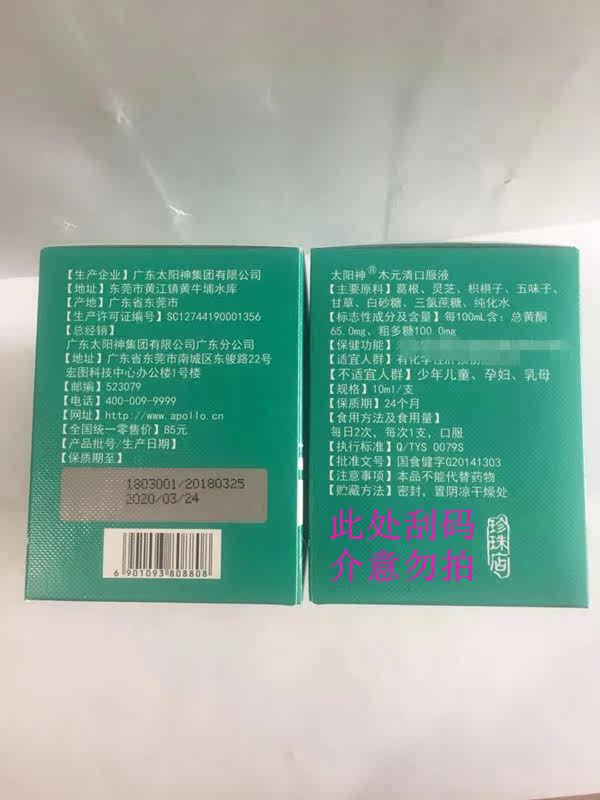 【生产企业】广东太阳神集团有限公司
【地址】东莞市黄江镇黄牛埔水库
【产地】广东省东莞市
【生产许可证编号】SC12744190001356
【总经销】
广东太阳神集团有限公司广东分公司
【地址】广东省东莞市南城区东骏路22号
宏图科技中心办公楼1号楼
【邮编】523079
【电话】400-009-9999
【网址】http://www.apollo.cn
【全国统一零售价】85元
【产品批号/生产日期】
【保质期至】
1803001/20180325
2020/03/24
6 901093 808808
太阳神®木元清口服液
【主要原料】葛根、灵芝、枳椇子、五味子、
甘草、白砂糖、三氯蔗糖、纯化水
【标志性成分及含量】每100mL含：总黄酮
65.0mg、粗多糖100.0mg
【保健功能】
【适宜人群】有化学性肝损伤
【不适宜人群】少年儿童、孕妇、乳母
【规格】10ml/支
【保质期】24个月
【食用方法及食用量】
每日2次，每次1支，口服
【执行标准】Q/TYS 0079S
【批准文号】国食健字G20141303
【注意事项】本品不能代替药物
【贮藏方法】密封，置阴凉干燥处
此处刮码
介意勿拍
珍珠店